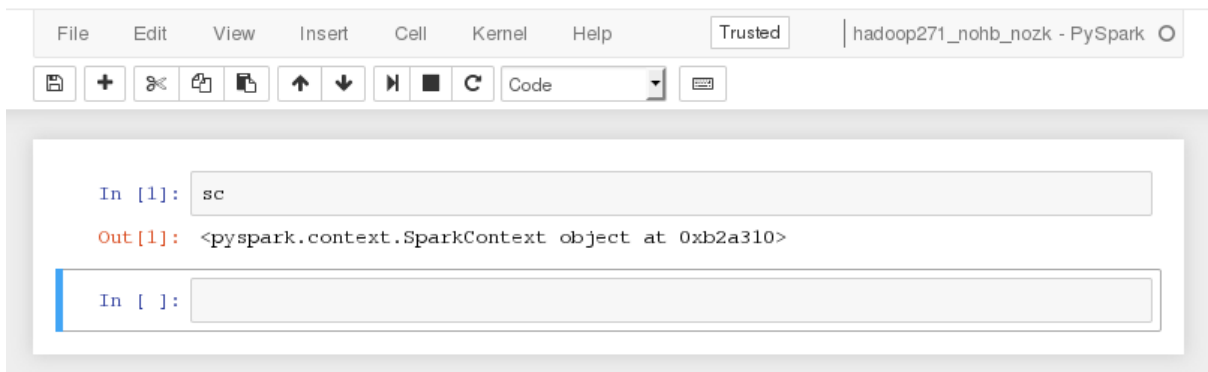 File Edit View Insert Cell Kernel Help Trusted hadoop271_nohb_nozk - PySpark
Code
In [1]: sc
Out[1]: <pyspark.context.SparkContext object at 0xb2a310>
In [ ]: